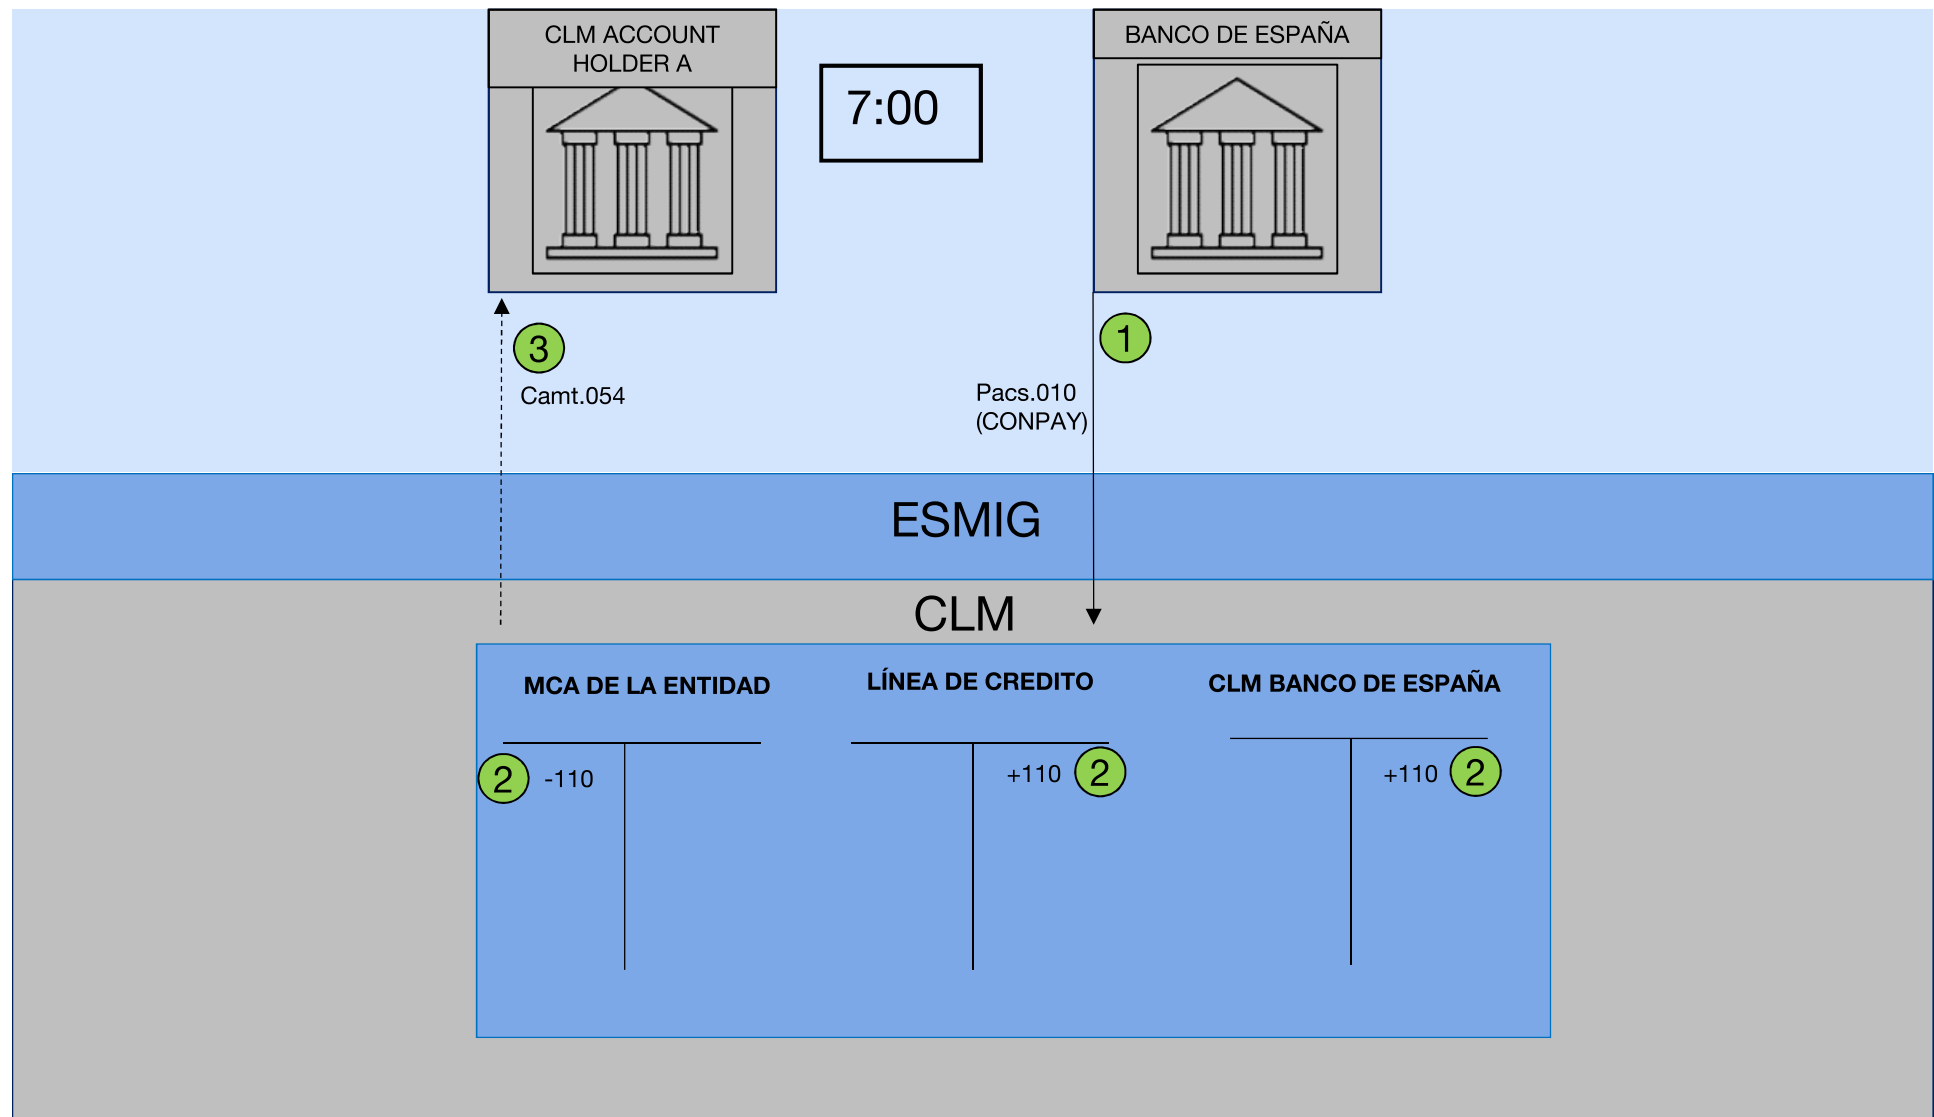 CLM ACCOUNT
HOLDER A
7:00
BANCO DE ESPAÑA
3
Camt.054
1
Pacs.010
(CONPAY)
ESMIG
CLM
MCA DE LA ENTIDAD
LÍNEA DE CREDITO
CLM BANCO DE ESPAÑA
2 -110
+110 2
+110 2